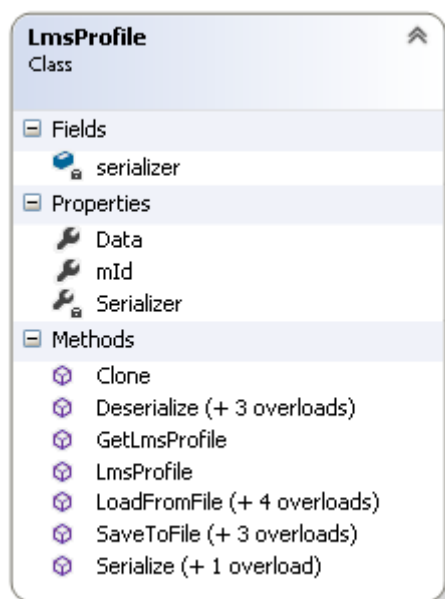 LmsProfile
Class
Fields
serializer
Properties
Data
mId
Serializer
Methods
Clone
Deserialize (+ 3 overloads)
GetLmsProfile
LmsProfile
LoadFromFile (+ 4 overloads)
SaveToFile (+ 3 overloads)
Serialize (+ 1 overload)